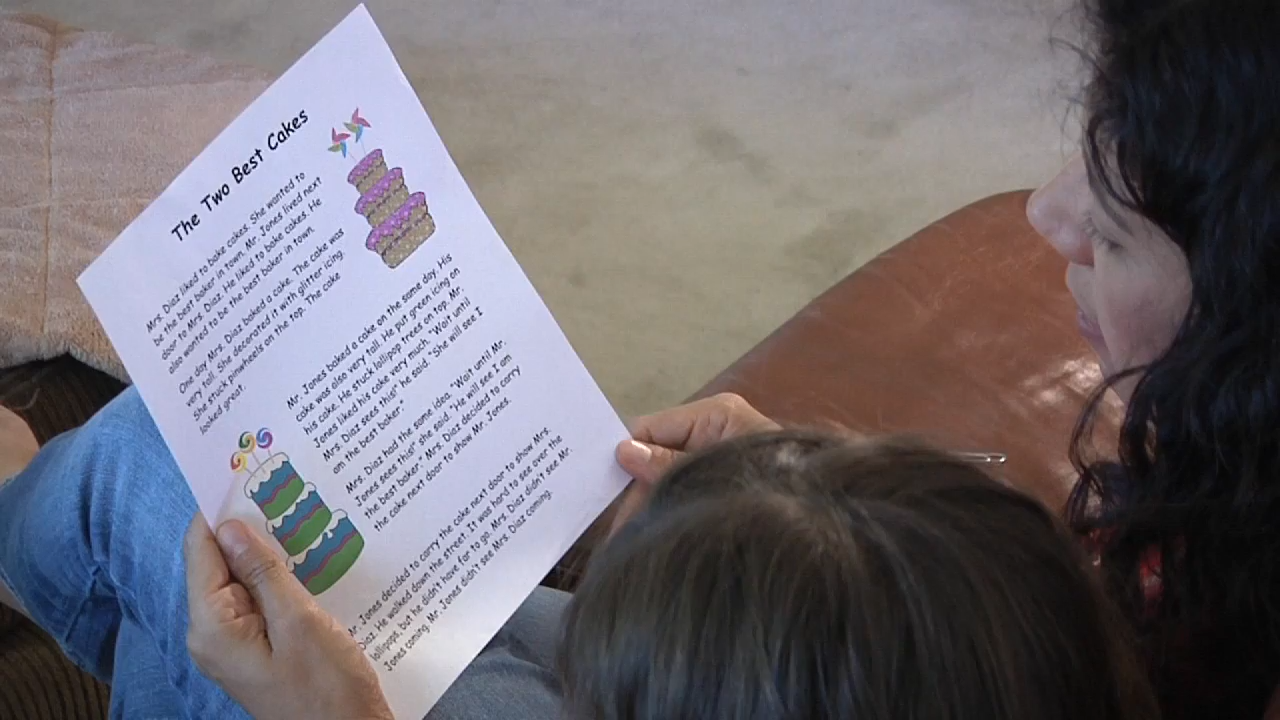 The Two Best Cakes
Mrs. Diaz liked to bake cakes. She wanted to
be the best baker in town. Mr. Jones lived next
door to Mrs. Diaz. He liked to bake cakes. He
also wanted to be the best baker in town.
One day Mrs. Diaz baked a cake. The cake was
very tall. She decorated it with glitter icing.
She stuck pinwheels on the top. The cake
looked great.
Mr. Jones baked a cake on the same day. His
cake was also very tall. He put green icing on
his cake. He stuck lollipop trees on top. Mr.
Jones liked his cake very much. "Wait until
Mrs. Diaz sees this!" he said. "She will see I
am the best baker."
Mrs. Diaz had the same idea. "Wait until Mr.
Jones sees this!" she said. "He will see I am
the best baker." Mrs. Diaz decided to carry
the cake next door to show Mr. Jones.
Mr. Jones decided to carry the cake next door to show Mrs.
Diaz. He walked down the street. It was hard to see over the
lollipops, but he didn't have far to go. Mrs. Diaz didn't see Mr.
Jones coming. Mr. Jones didn't see Mrs. Diaz coming.